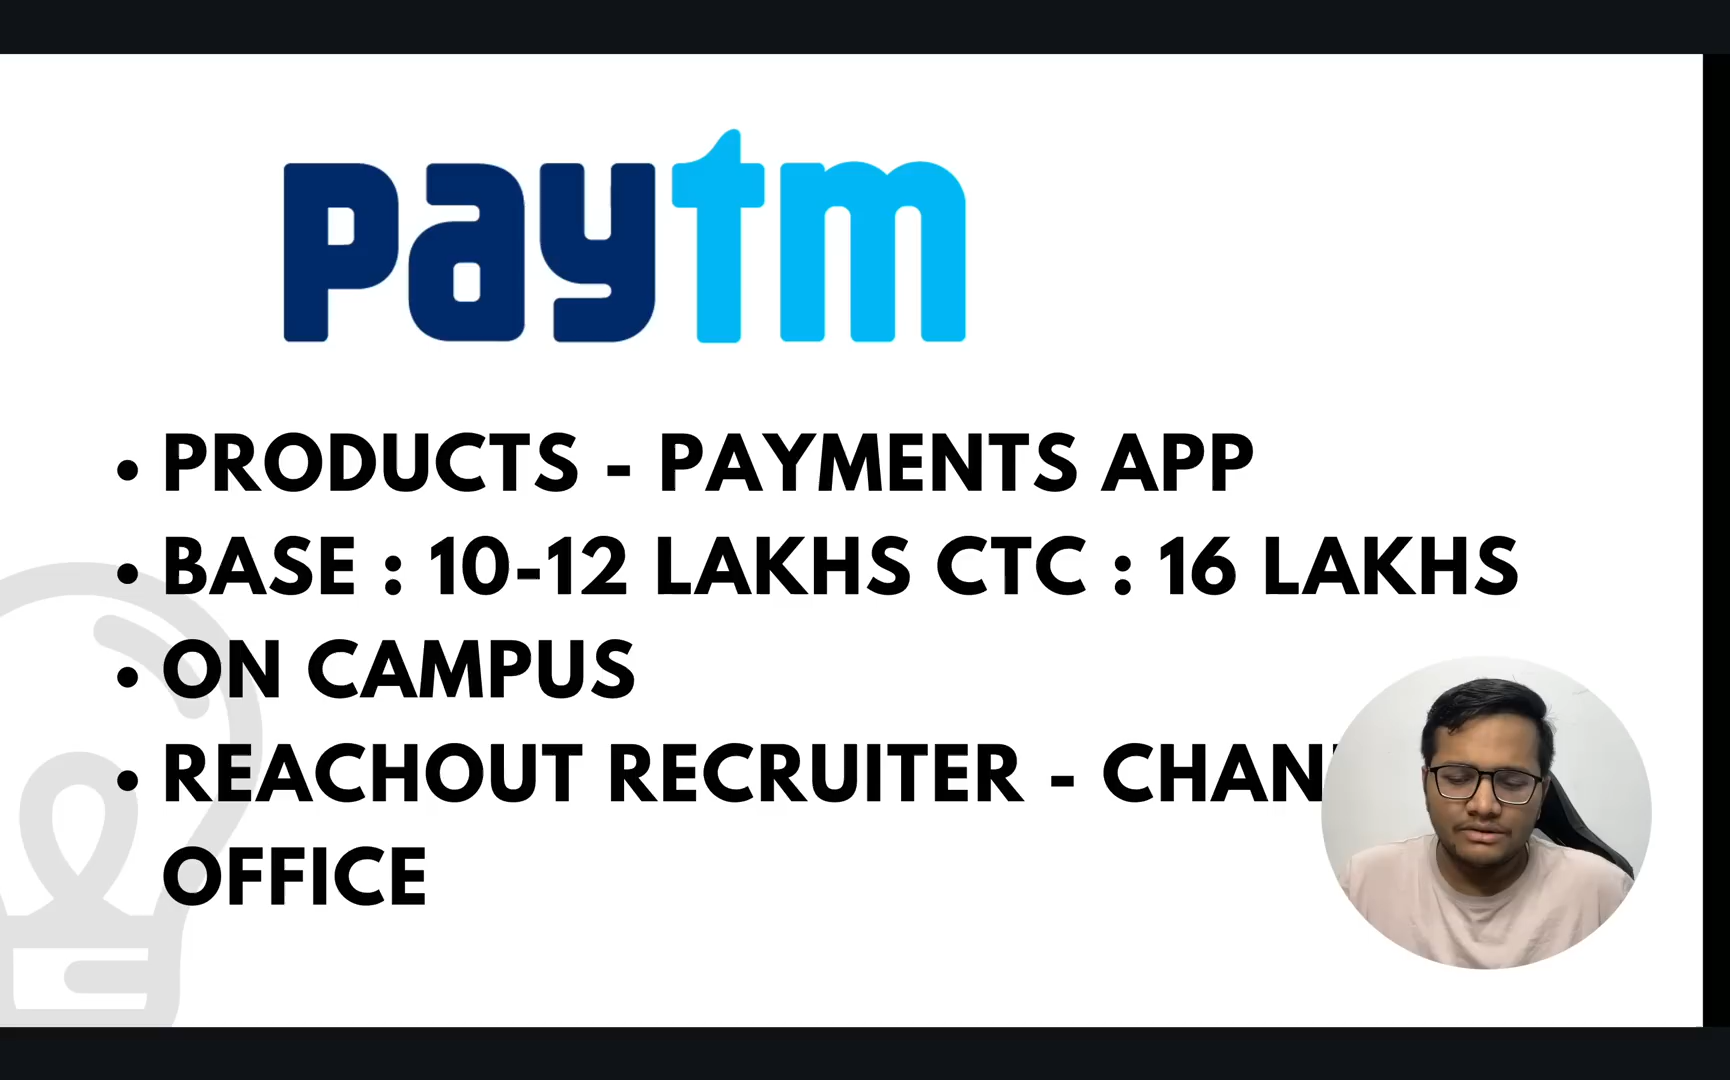 paytm
• PRODUCTS - PAYMENTS APP
• BASE : 10-12 LAKHS CTC : 16 LAKHS
• ON CAMPUS
• REACHOUT RECRUITER -
OFFICE